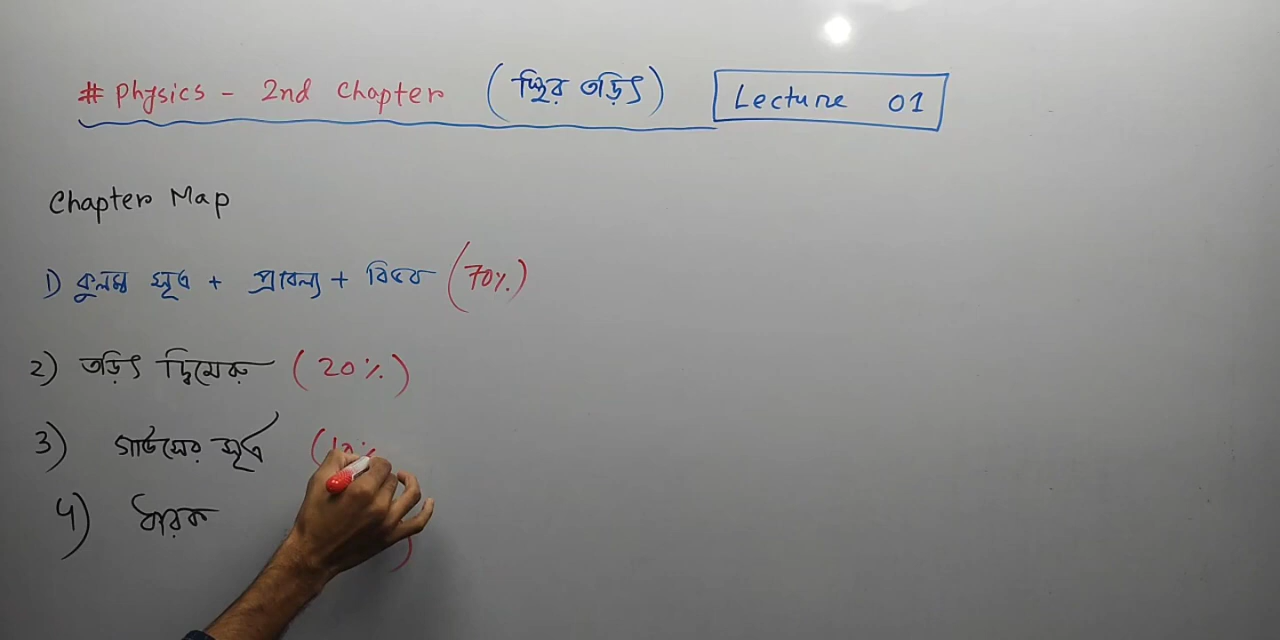 # Physics - 2nd Chapter (স্থির তড়িৎ) Lecture 01
Chapter Map
1) কুলম্ব সূত্র + প্রাবল্য + বিভব (70%)
2) তড়িৎ দ্বিমেরু (20%)
3) গাউসের সূত্র
4) ধারক